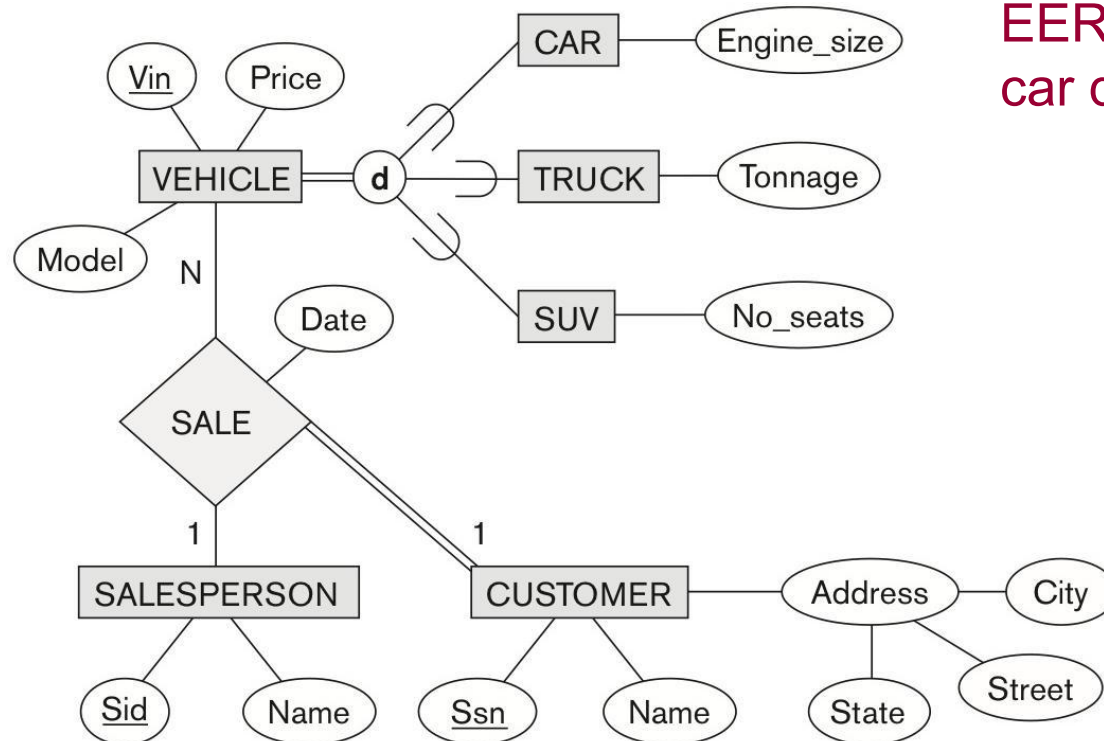 EER
car
CAR
Engine_size
Vin
Price
VEHICLE
d
TRUCK
Tonnage
Model
N
SUV
No_seats
Date
SALE
1
1
SALESPERSON
CUSTOMER
Address
City
Sid
Name
Ssn
Name
State
Street